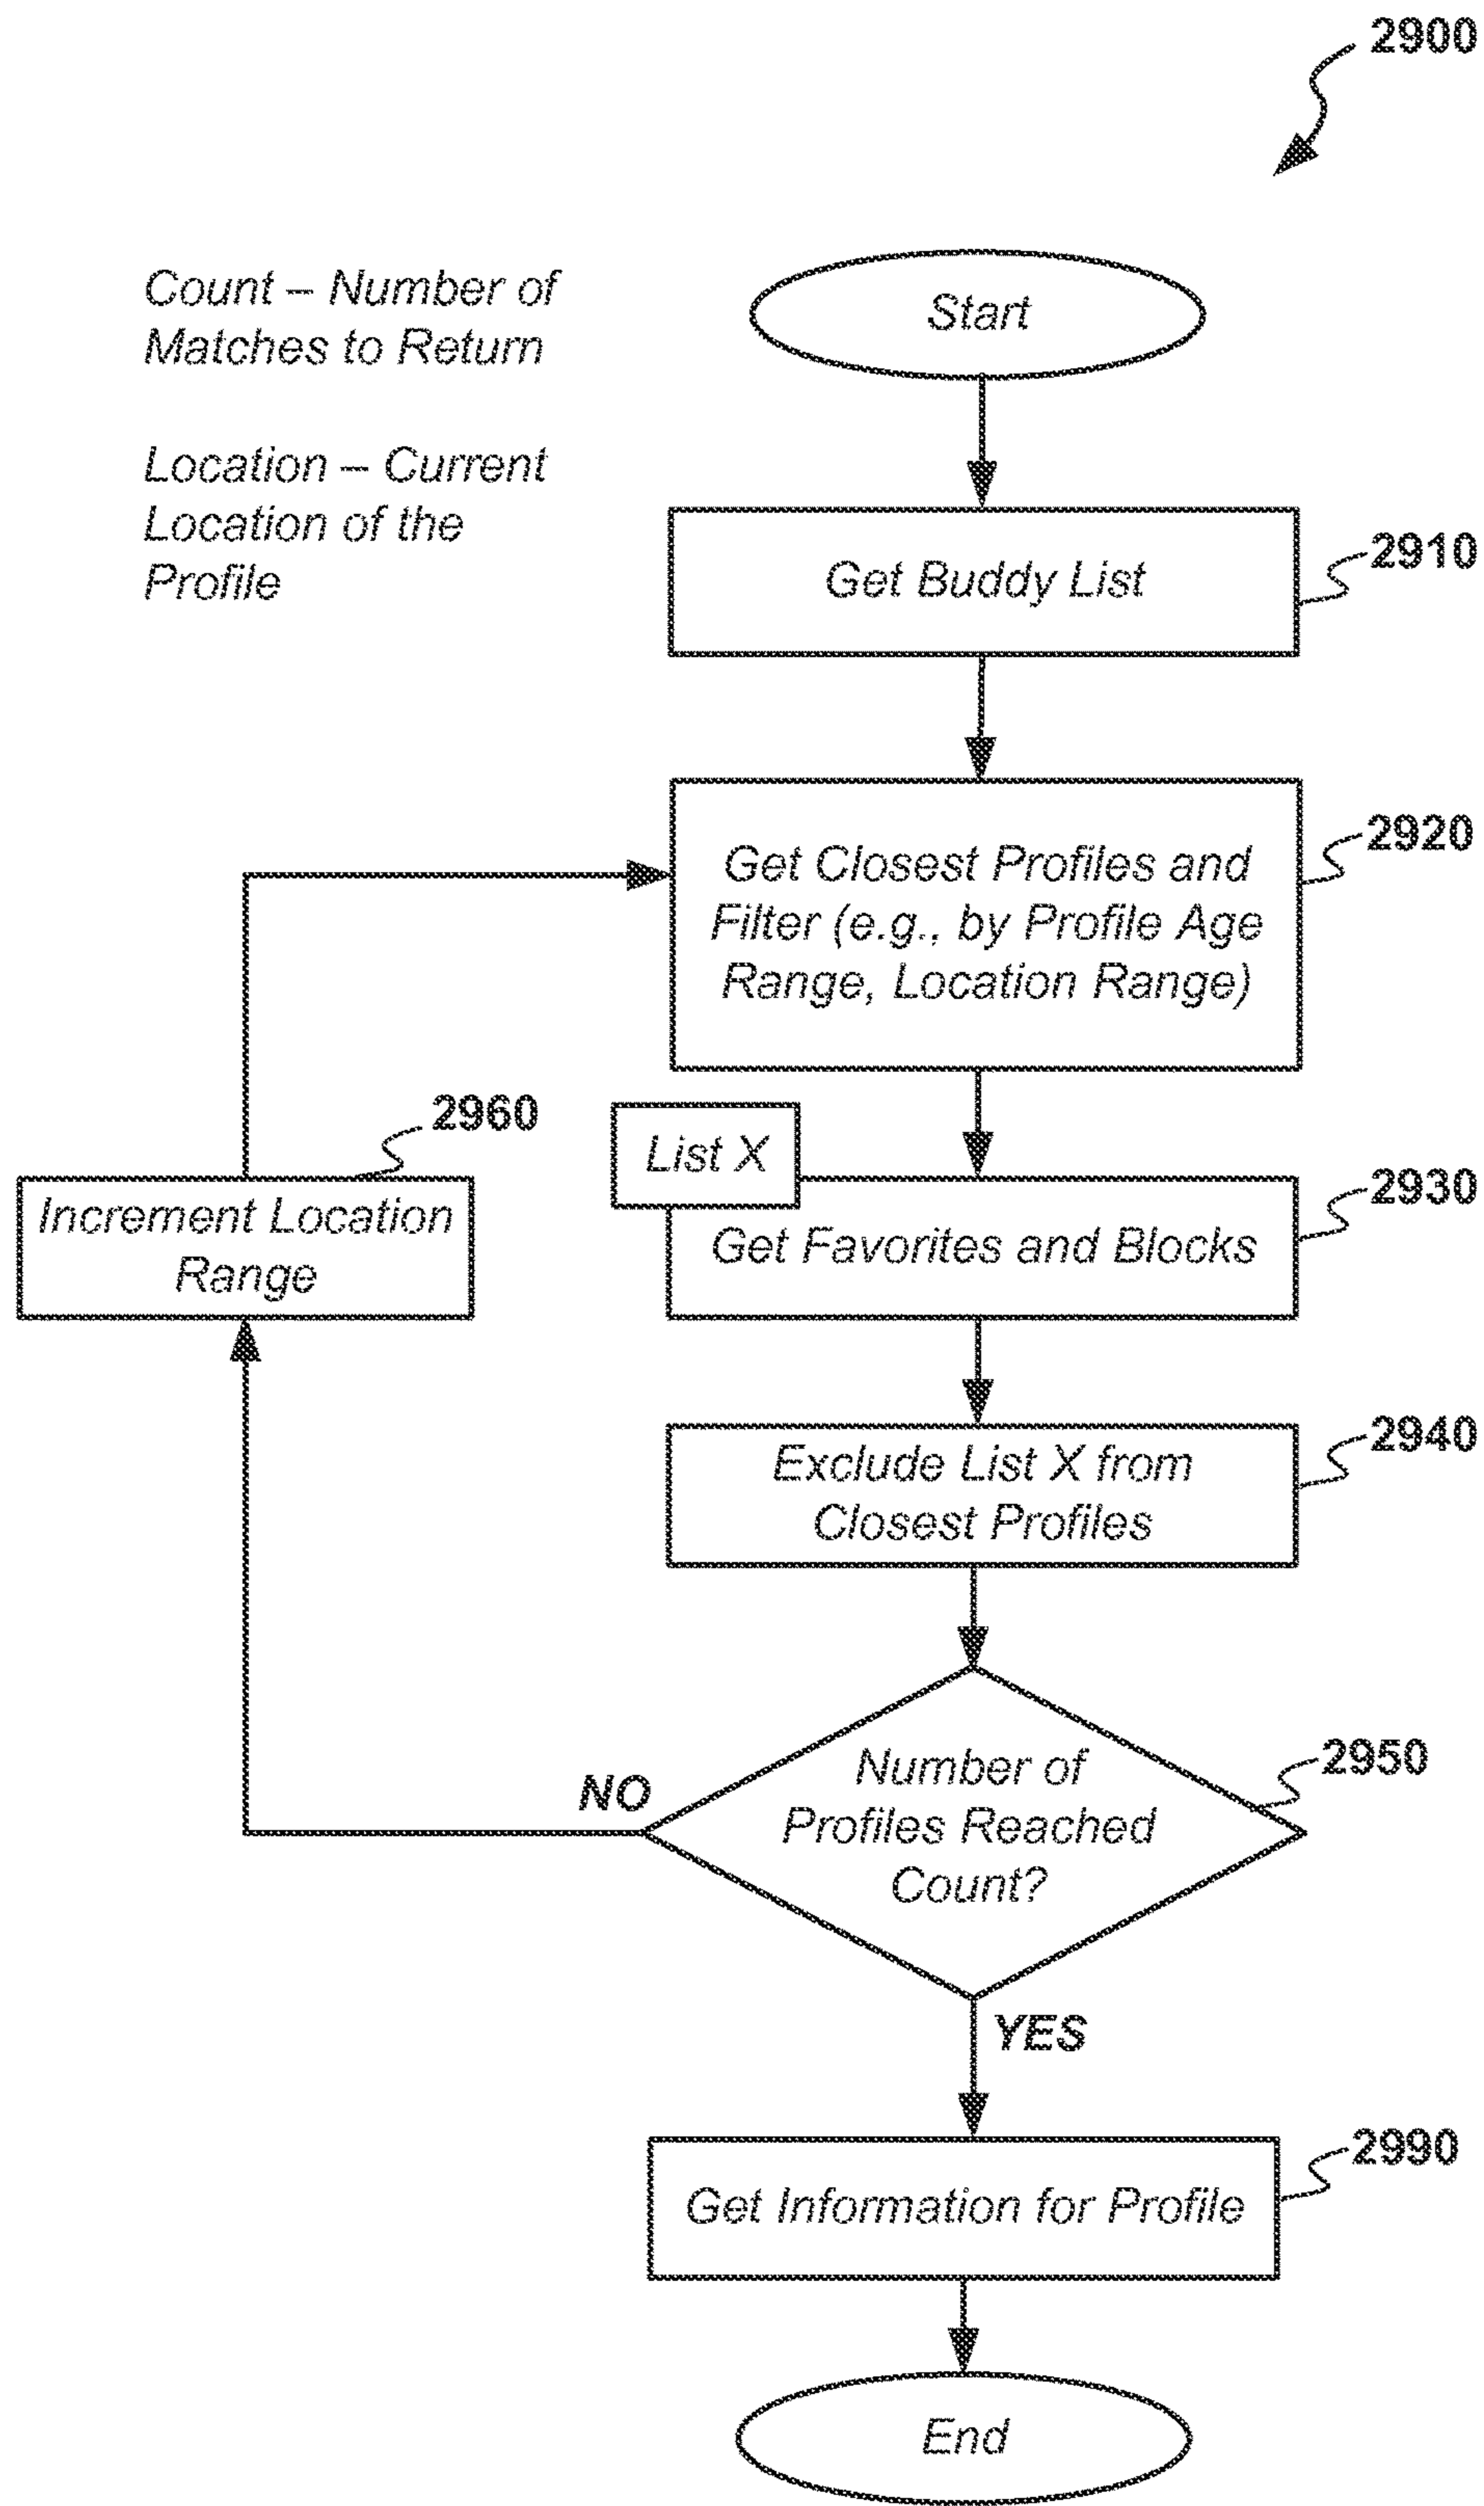 2900
Count – Number of
Matches to Return
Location – Current
Location of the
Profile
Start
Get Buddy List
2910
Get Closest Profiles and
Filter (e.g., by Profile Age
Range, Location Range)
2920
2960
Increment Location
Range
List X
Get Favorites and Blocks
2930
Exclude List X from
Closest Profiles
2940
Number of
Profiles Reached
Count?
2950
NO
YES
Get Information for Profile
2990
End